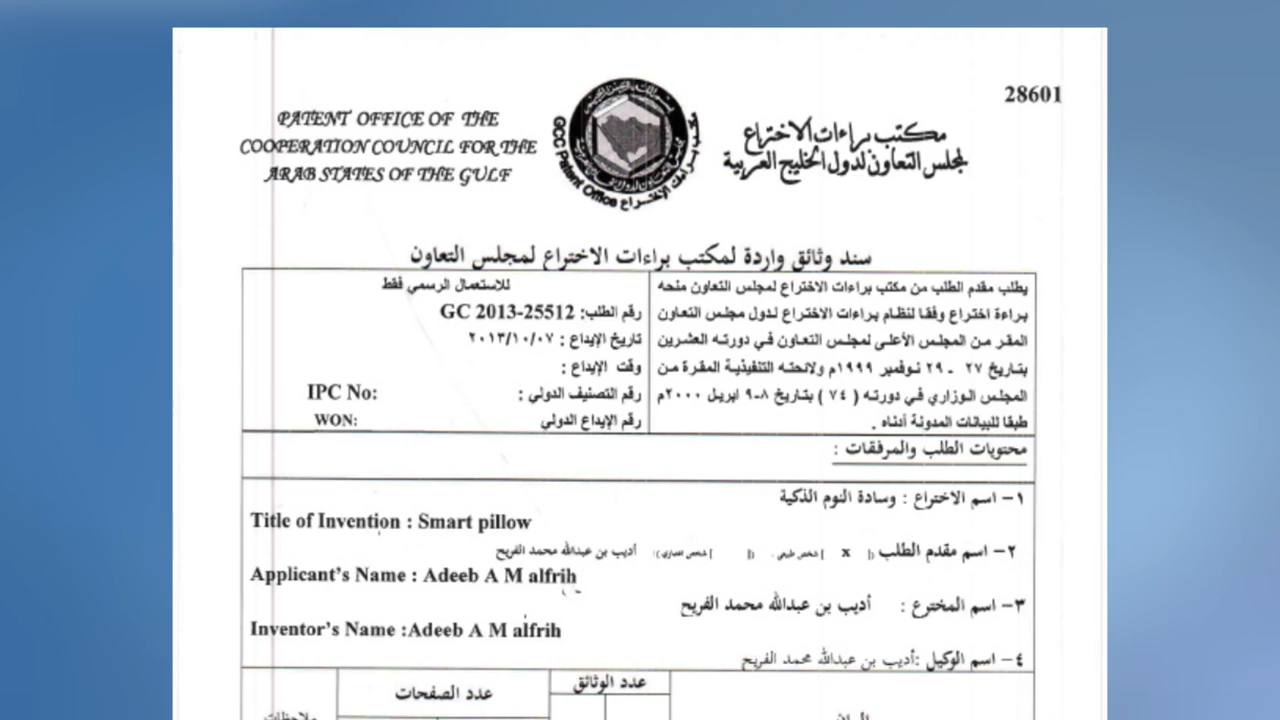 28601
PATENT OFFICE OF THE
COOPERATION COUNCIL FOR THE
ARAB STATES OF THE GULF
GCC Patent Office
مكتب براءات الاختراع
مكتب براءات الاختراع
لمجلس التعاون لدول الخليج العربية
سند وثائق واردة لمكتب براءات الاختراع لمجلس التعاون
يطلب مقدم الطلب من مكتب براءات الاختراع لمجلس التعاون منحه
براءة اختراع وفقا لنظام براءات الاختراع لدول مجلس التعاون
المقر من المجلس الأعلى لمجلس التعاون في دورته العشرين
بتاريخ ٢٧ - ٢٩ نوفمبر ١٩٩٩م ولائحته التنفيذية المقرة من
المجلس الوزاري في دورته ( ٧٤ ) بتاريخ ٨-٩ ابريل ٢٠٠٠م
طبقا للبيانات المدونة أدناه .
للاستعمال الرسمي فقط
رقم الطلب: GC 2013-25512
تاريخ الإيداع : ٢٠١٣/١٠/٠٧
وقت الإيداع :
رقم التصنيف الدولي : IPC No:
رقم الإيداع الدولي WON:
محتويات الطلب والمرفقات :
١- اسم الاختراع : وسادة النوم الذكية
Title of Invention : Smart pillow
٢- اسم مقدم الطلب ([ x ] شخص طبيعي . ([ ] شخص اعتباري): أديب بن عبدالله محمد الفريح
Applicant's Name : Adeeb A M alfrih
٣- اسم المخترع : أديب بن عبدالله محمد الفريح
Inventor's Name :Adeeb A M alfrih
٤- اسم الوكيل :أديب بن عبدالله محمد الفريح
عدد الوثائق
عدد الصفحات